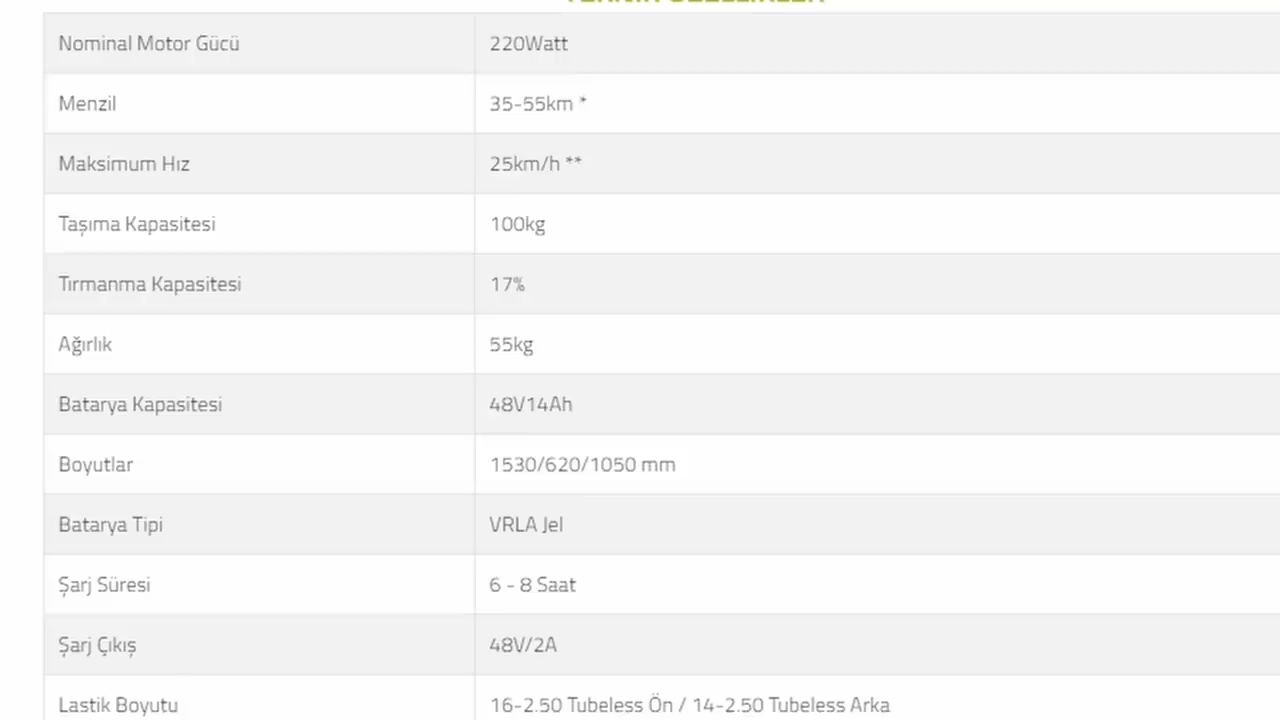 Nominal Motor Gücü 220Watt
Menzil 35-55km *
Maksimum Hız 25km/h **
Taşıma Kapasitesi 100kg
Tırmanma Kapasitesi 17%
Ağırlık 55kg
Batarya Kapasitesi 48V14Ah
Boyutlar 1530/620/1050 mm
Batarya Tipi VRLA Jel
Şarj Süresi 6 - 8 Saat
Şarj Çıkış 48V/2A
Lastik Boyutu 16-2.50 Tubeless Ön / 14-2.50 Tubeless Arka